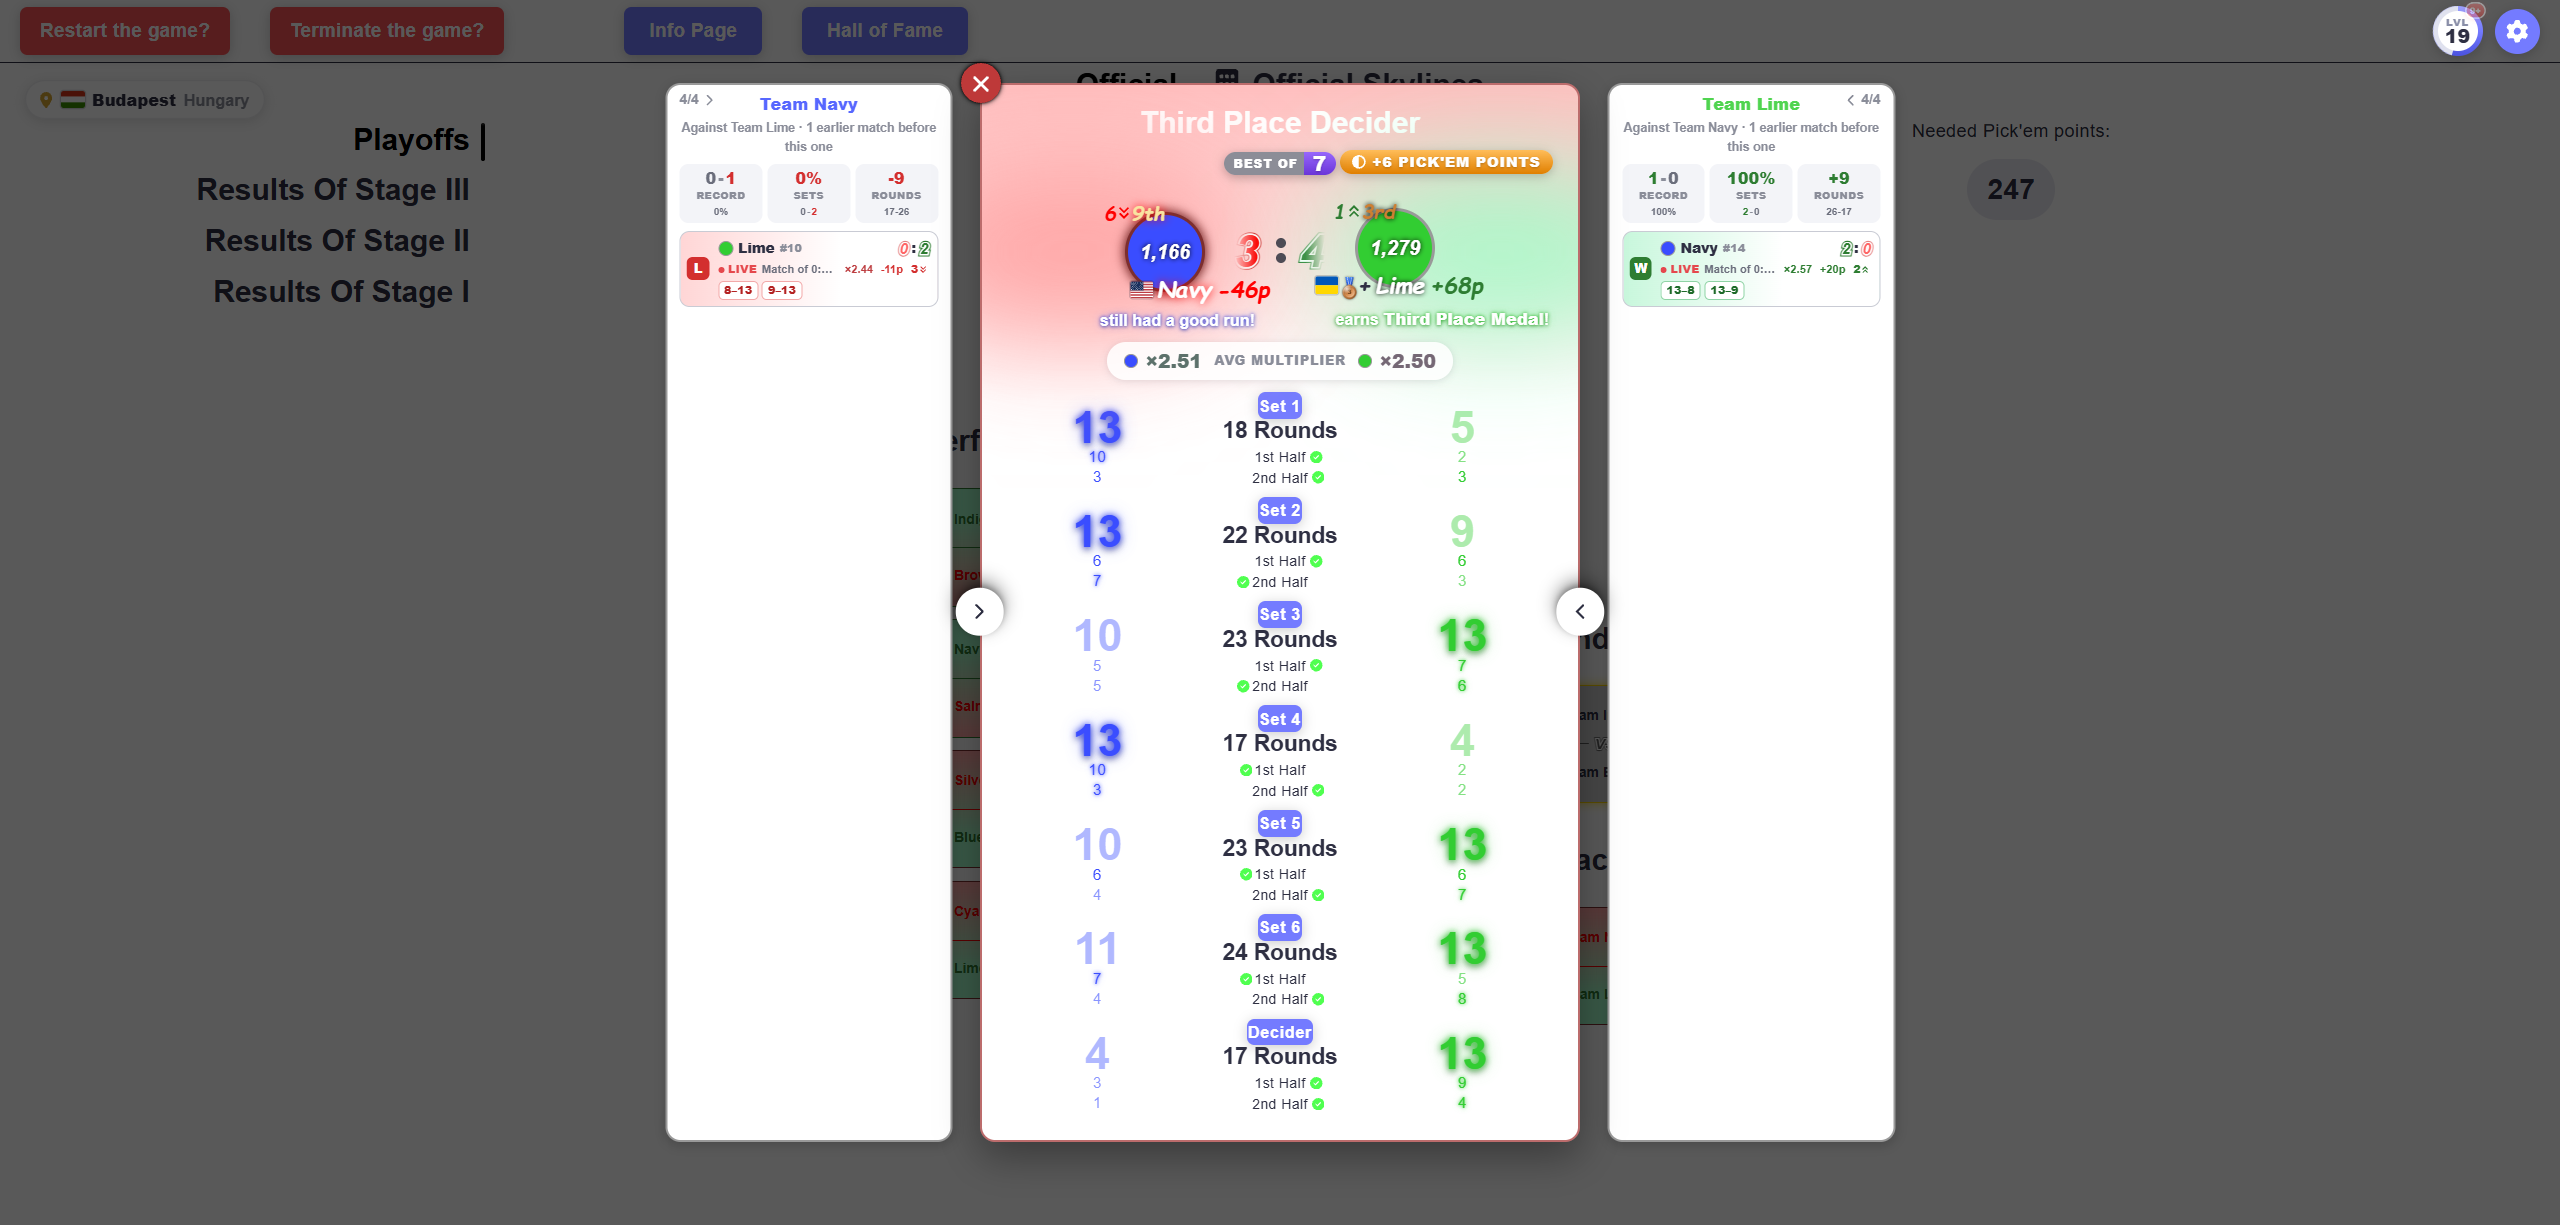 Restart the game?
Terminate the game?
Info Page
Hall of Fame
LVL
19
Budapest Hungary
Playoffs
Results Of Stage III
Results Of Stage II
Results Of Stage I
Official Official Skylines
Needed Pick'em points:
247
4/4
Team Navy
Against Team Lime · 1 earlier match before
this one
0-1
RECORD
0%
0%
SETS
0-2
-9
ROUNDS
17-26
L
Lime #10
0:2
LIVE Match of 0:... ×2.44 -11p 3
8–13 9–13
Third Place Decider
BEST OF 7
+6 PICK'EM POINTS
6 9th
1,166
3 : 4
1 3rd
1,279
Navy -46p
+ Lime +68p
still had a good run!
earns Third Place Medal!
×2.51 AVG MULTIPLIER ×2.50
Set 1
13 18 Rounds 5
10 1st Half 2
3 2nd Half 3
Set 2
13 22 Rounds 9
6 1st Half 6
7 2nd Half 3
Set 3
10 23 Rounds 13
5 1st Half 7
5 2nd Half 6
Set 4
13 17 Rounds 4
10 1st Half 2
3 2nd Half 2
Set 5
10 23 Rounds 13
6 1st Half 6
4 2nd Half 7
Set 6
11 24 Rounds 13
7 1st Half 5
4 2nd Half 8
Decider
4 17 Rounds 13
3 1st Half 9
1 2nd Half 4
Team Lime
4/4
Against Team Navy · 1 earlier match before
this one
1-0
RECORD
100%
100%
SETS
2-0
+9
ROUNDS
26-17
W
Navy #14
2:0
LIVE Match of 0:... ×2.57 +20p 2
13–8 13–9